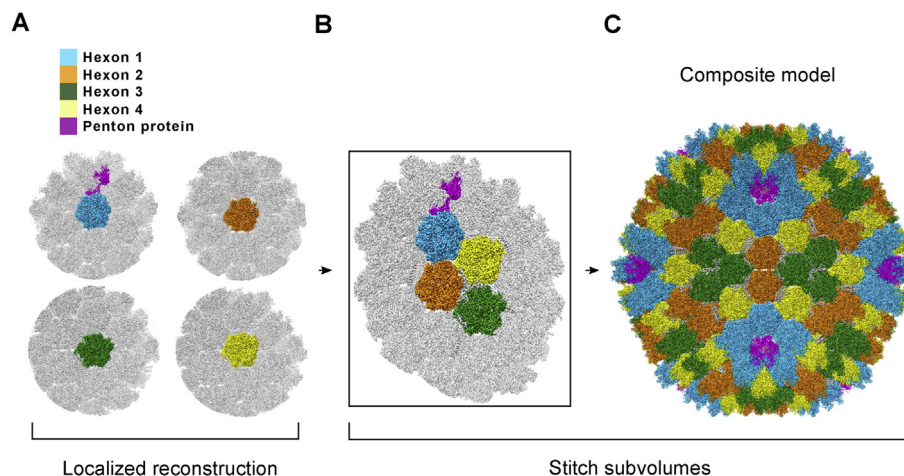 A
B
C
Hexon 1
Hexon 2
Hexon 3
Hexon 4
Penton protein
Composite model
Localized reconstruction
Stitch subvolumes